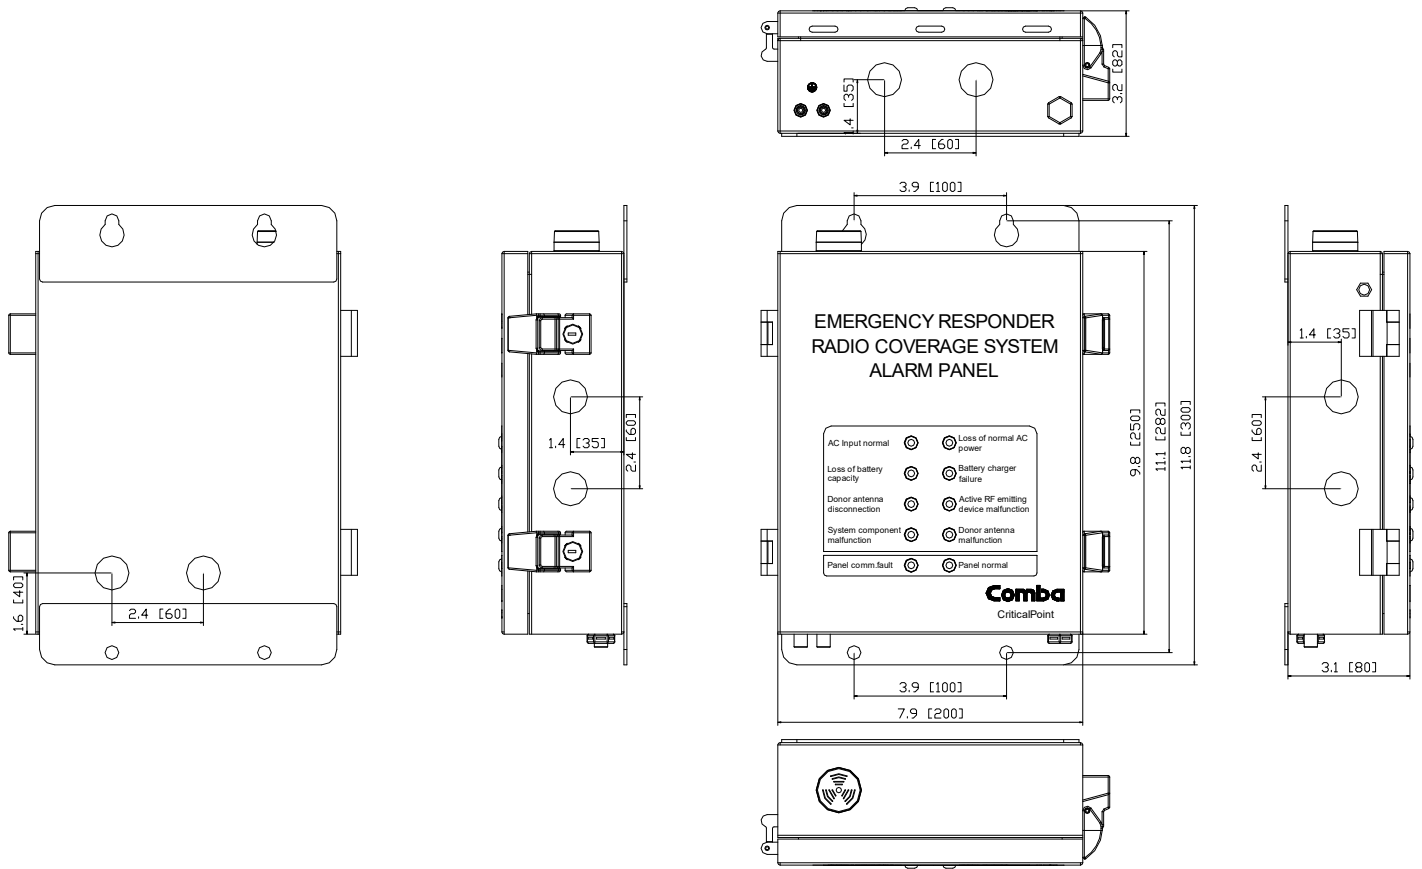 1.4 [35]
3.2 [82]
2.4 [60]
3.9 [100]
EMERGENCY RESPONDER
RADIO COVERAGE SYSTEM
ALARM PANEL
AC Input normal
Loss of normal AC
power
Loss of battery
capacity
Battery charger
failure
Donor antenna
disconnection
Active RF emitting
device malfunction
System component
malfunction
Donor antenna
malfunction
Panel comm.fault
Panel normal
Comba
CriticalPoint
9.8 [250]
11.1 [282]
11.8 [300]
3.9 [100]
7.9 [200]
1.6 [40]
2.4 [60]
1.4 [35]
2.4 [60]
1.4 [35]
2.4 [60]
3.1 [80]